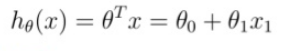 h_θ(x) = θ^T x = θ_0 + θ_1 x_1